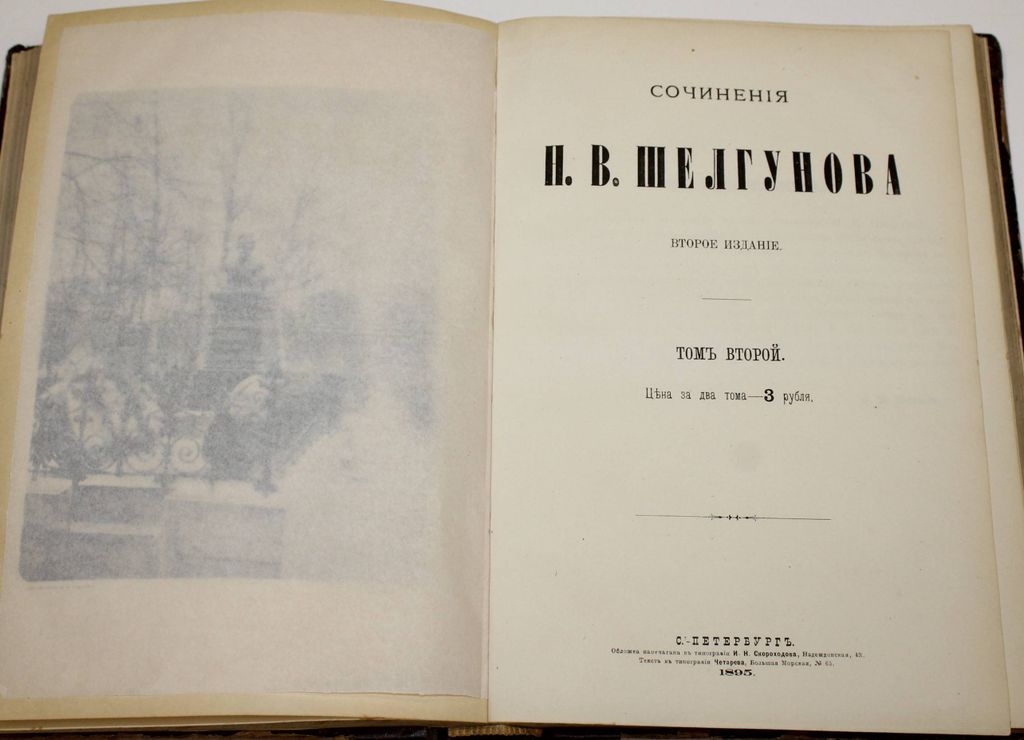 СОЧИНЕНІЯ
Н. В. ШЕЛГУНОВА
ВТОРОЕ ИЗДАНІЕ.
ТОМЪ ВТОРОЙ.
Цѣна за два тома—3 рубля.
С.-ПЕТЕРБУРГЪ.
Обложка напечатана въ типографіи И. Н. Скороходова, Надеждинская, 43.
Текстъ въ типографіи Четорева, Большая Морская, № 65.
1895.